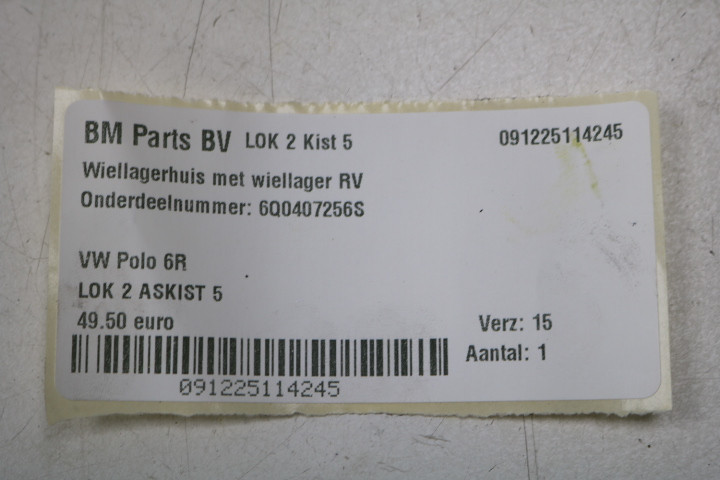 BM Parts BV LOK 2 Kist 5 091225114245
Wiellagerhuis met wiellager RV
Onderdeelnummer: 6Q0407256S
VW Polo 6R
LOK 2 ASKIST 5
49.50 euro Verz: 15
Aantal: 1
091225114245